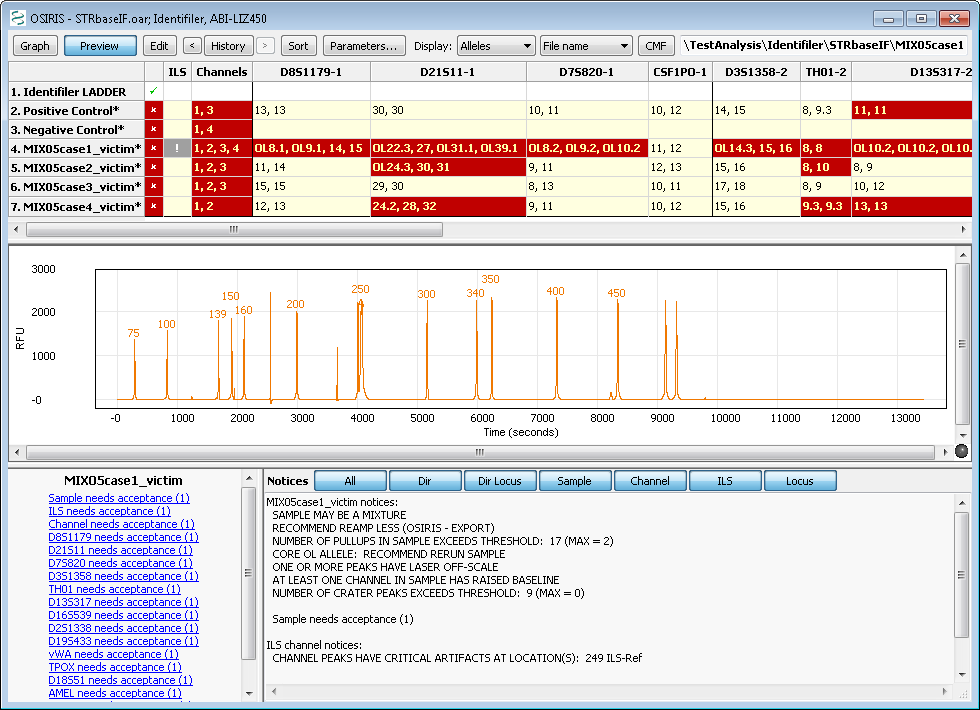 OSIRIS - STRbaseIF.oar; Identifiler, ABI-LIZ450
Graph Preview Edit < History > Sort Parameters... Display: Alleles File name CMF \TestAnalysis\Identifiler\STRbaseIF\MIX05case1
ILS Channels D8S1179-1 D21S11-1 D7S820-1 CSF1PO-1 D3S1358-2 TH01-2 D13S317-2
1. Identifiler LADDER ✓
2. Positive Control* × 1, 3 13, 13 30, 30 10, 11 10, 12 14, 15 8, 9.3 11, 11
3. Negative Control* × 1, 4
4. MIX05case1_victim* × ! 1, 2, 3, 4 OL8.1, OL9.1, 14, 15 OL22.3, 27, OL31.1, OL39.1 OL8.2, OL9.2, OL10.2 11, 12 OL14.3, 15, 16 8, 8 OL10.2, OL10.2, OL10.
5. MIX05case2_victim* × 1, 2, 3 11, 14 OL24.3, 30, 31 9, 11 12, 13 15, 16 8, 10 8, 9
6. MIX05case3_victim* × 1, 2, 3 15, 15 29, 30 8, 13 10, 11 17, 18 8, 9 10, 12
7. MIX05case4_victim* × 1, 2 12, 13 24.2, 28, 32 9, 11 10, 12 15, 16 9.3, 9.3 13, 13
3000
2000
1000
-0
RFU
75 100 139 150 160 200 250 300 340 350 400 450
-0 1000 2000 3000 4000 5000 6000 7000 8000 9000 10000 11000 12000 13000
Time (seconds)
MIX05case1_victim
Sample needs acceptance (1)
ILS needs acceptance (1)
Channel needs acceptance (1)
D8S1179 needs acceptance (1)
D21S11 needs acceptance (1)
D7S820 needs acceptance (1)
D3S1358 needs acceptance (1)
TH01 needs acceptance (1)
D13S317 needs acceptance (1)
D16S539 needs acceptance (1)
D2S1338 needs acceptance (1)
D19S433 needs acceptance (1)
vWA needs acceptance (1)
TPOX needs acceptance (1)
D18S51 needs acceptance (1)
AMEL needs acceptance (1)
Notices All Dir Dir Locus Sample Channel ILS Locus
MIX05case1_victim notices:
SAMPLE MAY BE A MIXTURE
RECOMMEND REAMP LESS (OSIRIS - EXPORT)
NUMBER OF PULLUPS IN SAMPLE EXCEEDS THRESHOLD: 17 (MAX = 2)
CORE OL ALLELE: RECOMMEND RERUN SAMPLE
ONE OR MORE PEAKS HAVE LASER OFF-SCALE
AT LEAST ONE CHANNEL IN SAMPLE HAS RAISED BASELINE
NUMBER OF CRATER PEAKS EXCEEDS THRESHOLD: 9 (MAX = 0)
Sample needs acceptance (1)
ILS channel notices:
CHANNEL PEAKS HAVE CRITICAL ARTIFACTS AT LOCATION(S): 249 ILS-Ref